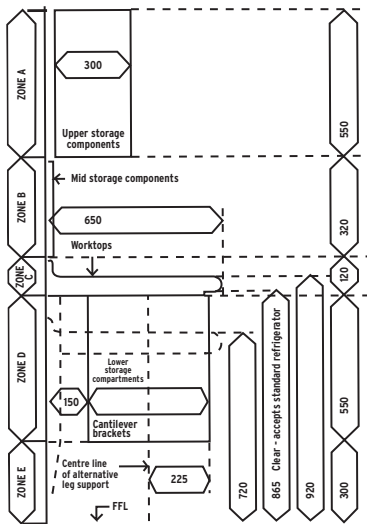 ZONE A
300
550
Upper storage
components
ZONE B
Mid storage components
650
320
Worktops
ZONE
C
120
ZONE D
Lower
storage
compartments
150
Cantilever
brackets
Clear - accepts standard refrigerator
550
ZONE E
Centre line
of alternative
leg support
225
FFL
720
865
920
300